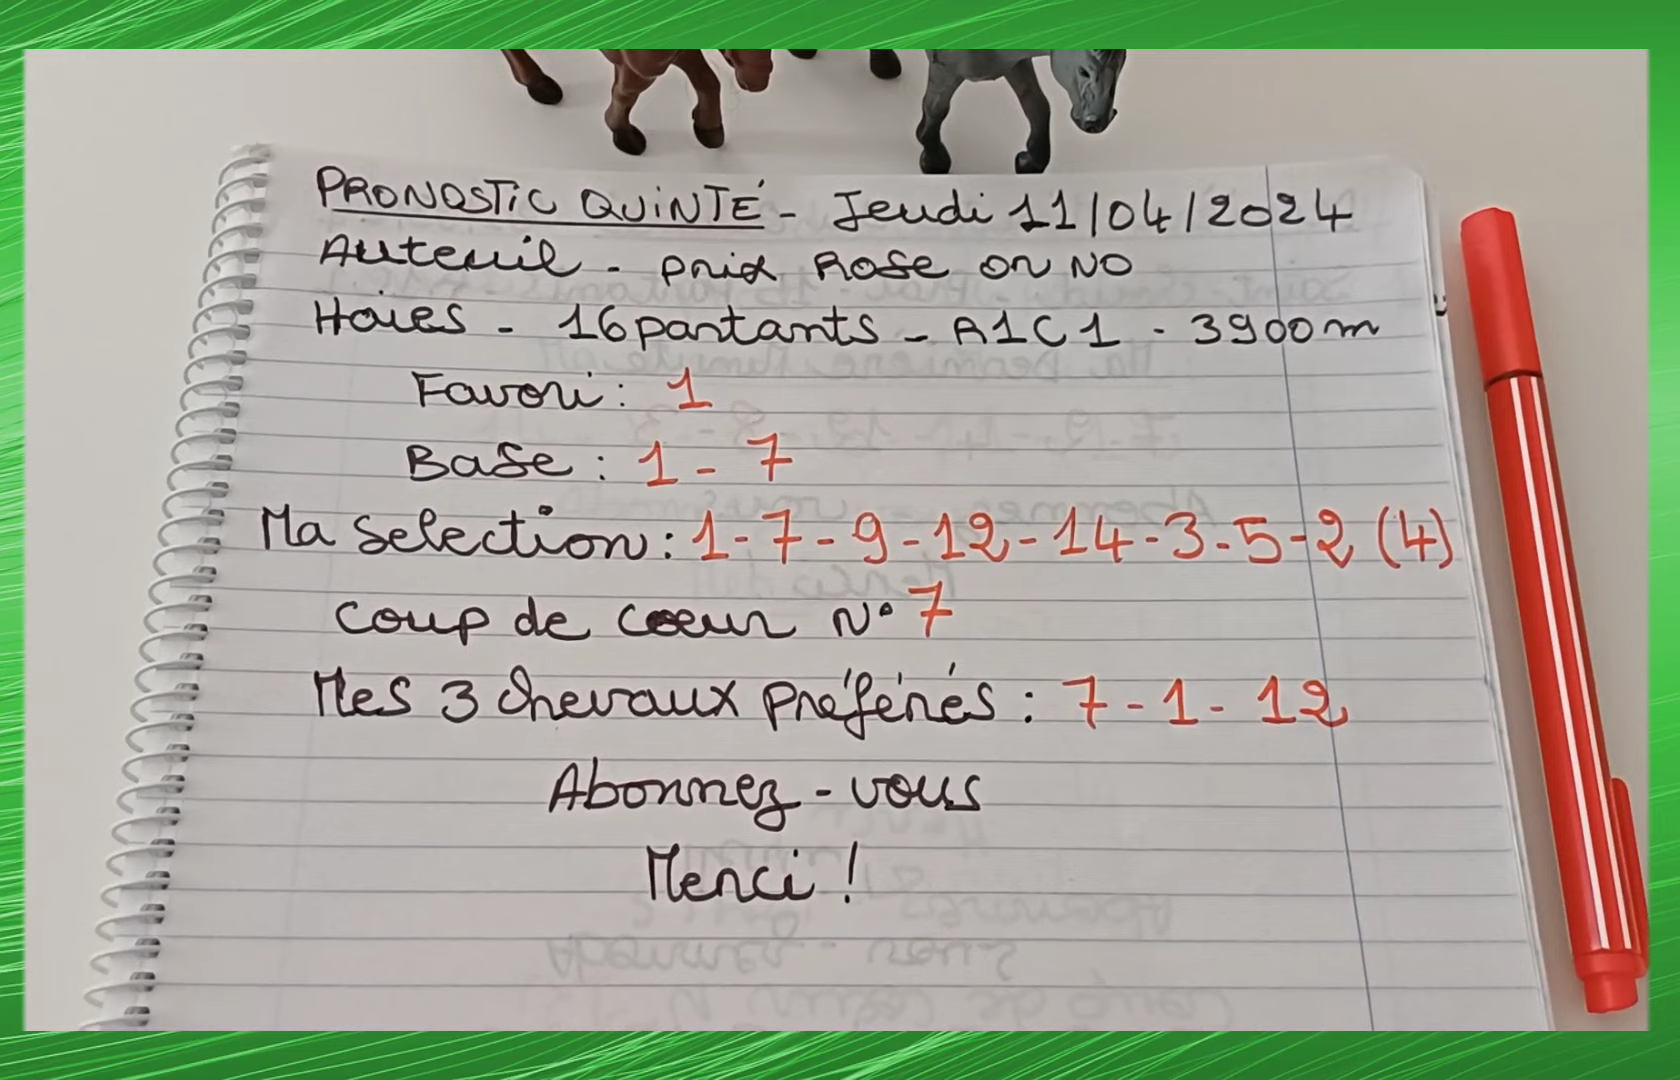 PRONOSTIC QUINTÉ - Jeudi 11/04/2024
Auteuil - prix Rose or NO
Haies - 16 partants - R1C1 - 3900m
Favori : 1
Base : 1 - 7
Ma selection : 1 - 7 - 9 - 12 - 14 - 3 - 5 - 2 (4)
Coup de coeur N° 7
Mes 3 chevaux préférés : 7 - 1 - 12
Abonnez-vous
Merci !